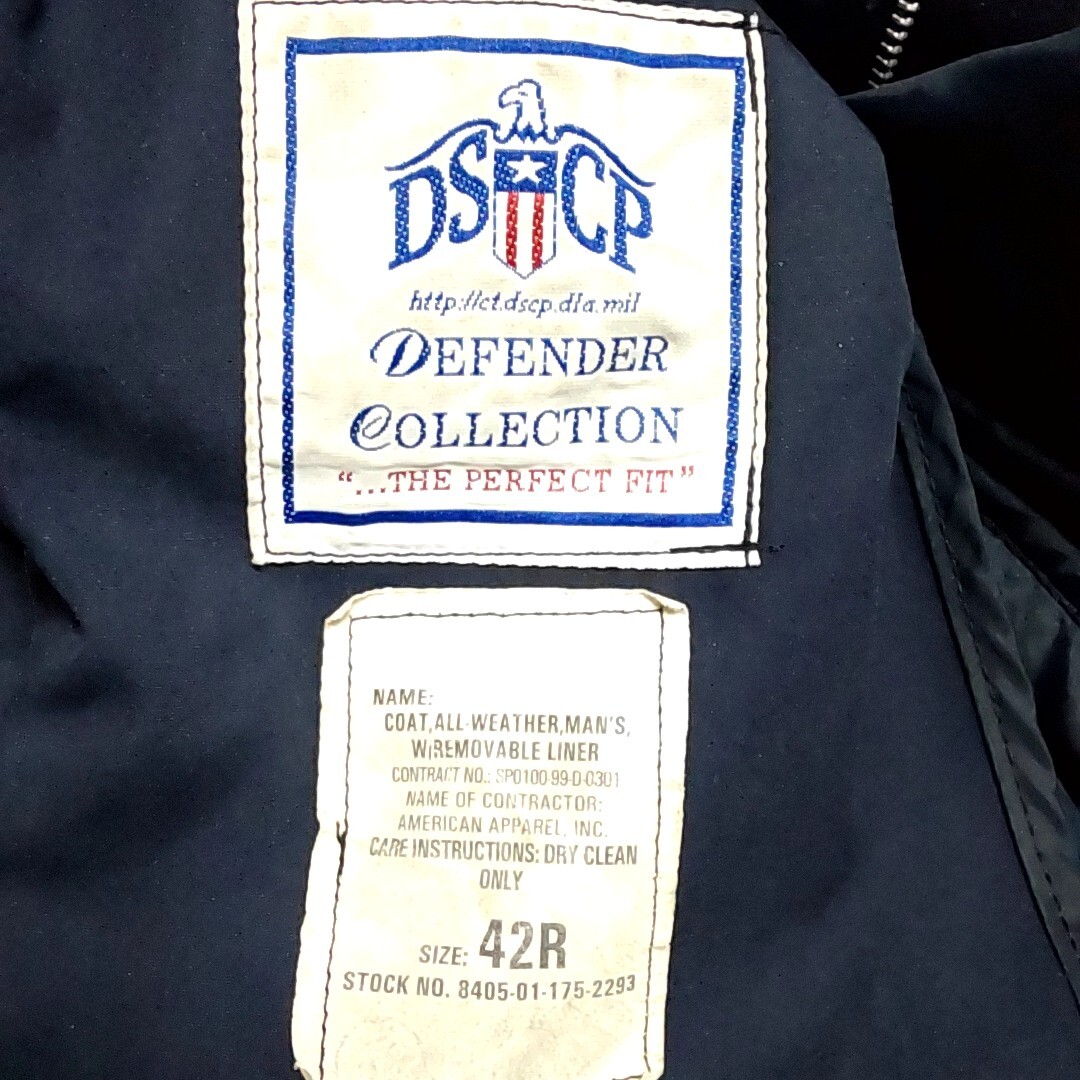 DSCP
http://ct.dscp.dla.mil
DEFENDER
COLLECTION
“...THE PERFECT FIT”
NAME:
COAT,ALL-WEATHER,MAN'S,
W/REMOVABLE LINER
CONTRACT NO.: SP0100-99-D-0301
NAME OF CONTRACTOR:
AMERICAN APPAREL, INC.
CARE INSTRUCTIONS: DRY CLEAN
ONLY
SIZE: 42R
STOCK NO. 8405-01-175-2293